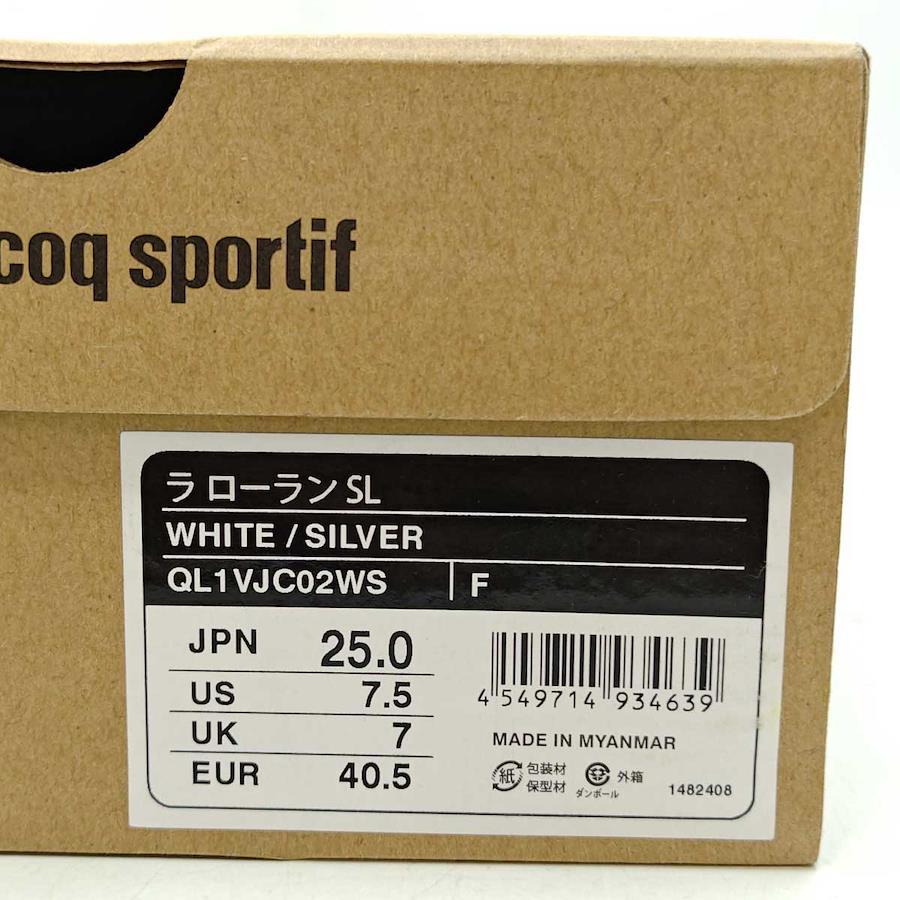 coq sportif
ラ ローラン SL
WHITE / SILVER
QL1VJC02WS F
JPN 25.0
US 7.5
UK 7
EUR 40.5
4 549714 934639
MADE IN MYANMAR
紙 包装材
保型材
ダンボール 外箱
1482408